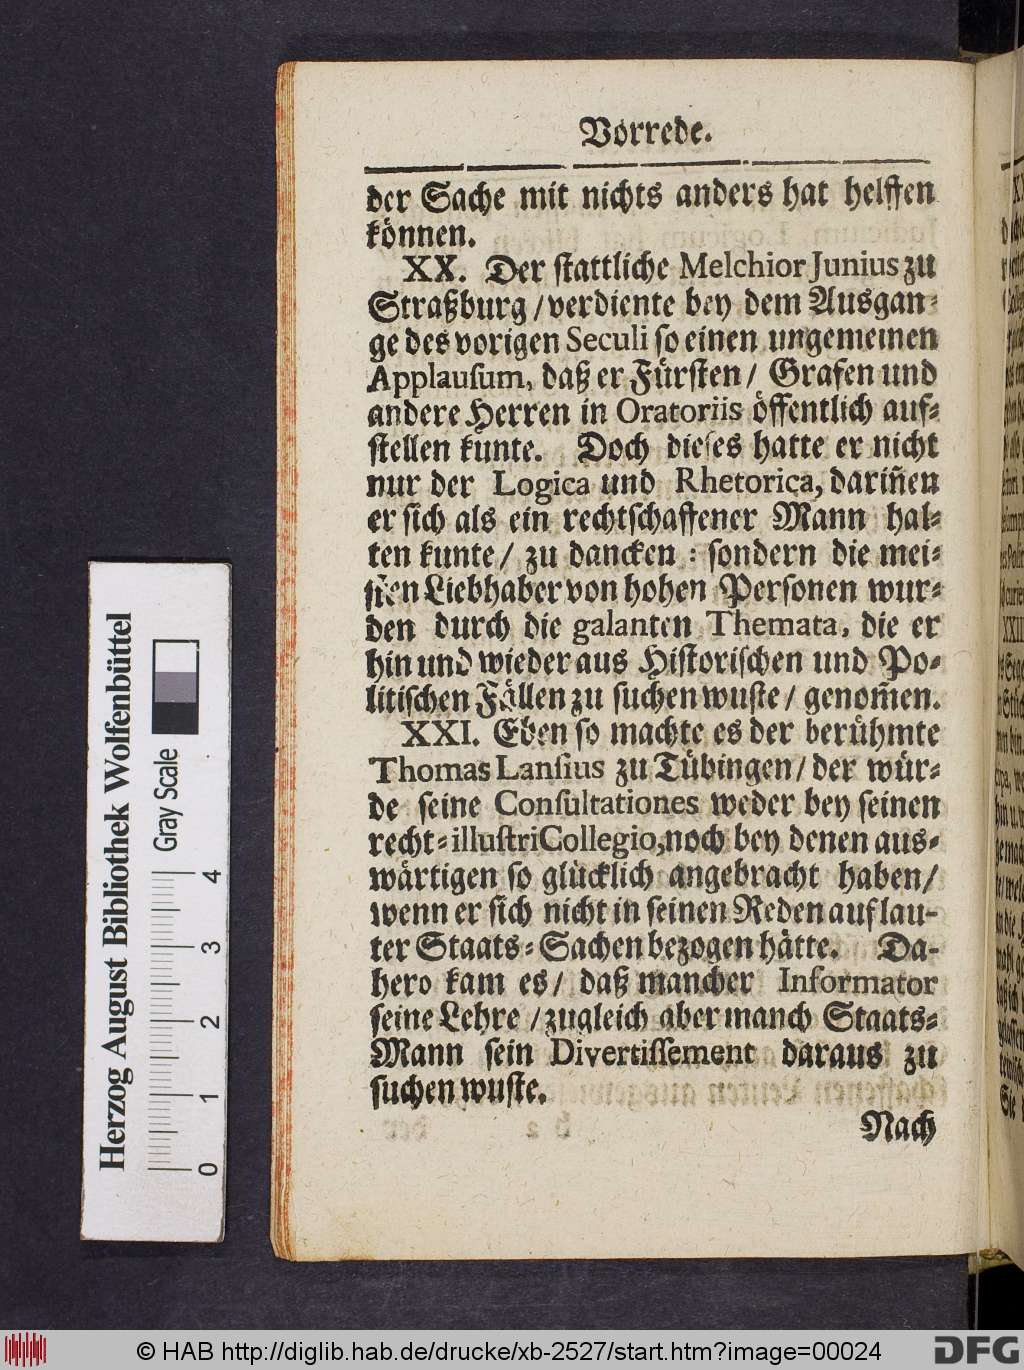 Vorrede.
der Sache mit nichts anders hat helffen
können.
XX. Der stattliche Melchior Junius zu
Straßburg / verdiente bey dem Ausgan-
ge des vorigen Seculi so einen ungemeinen
Applausum, daß er Fürsten / Grafen und
andere Herren in Oratoriis öffentlich auf-
stellen kunte. Doch dieses hatte er nicht
nur der Logica und Rhetorica, dariñen
er sich als ein rechtschaffener Mann hal-
ten kunte / zu dancken : sondern die mei-
sten Liebhaber von hohen Personen wur-
den durch die galanten Themata, die er
hin und wieder aus Historischen und Po-
litischen Fällen zu suchen wuste / genom̃en.
XXI. Eben so machte es der berühmte
Thomas Lansius zu Tübingen / der wür-
de seine Consultationes weder bey seinen
recht-illustri Collegio, noch bey denen aus-
wärtigen so glücklich angebracht haben /
wenn er sich nicht in seinen Reden auf lau-
ter Staats-Sachen bezogen hätte. Da-
hero kam es / daß mancher Informator
seine Lehre / zugleich aber manch Staats-
Mann sein Divertissement daraus zu
suchen wuste.
Nach
Herzog August Bibliothek Wolfenbüttel
Gray Scale
0 1 2 3 4
© HAB http://diglib.hab.de/drucke/xb-2527/start.htm?image=00024
DFG